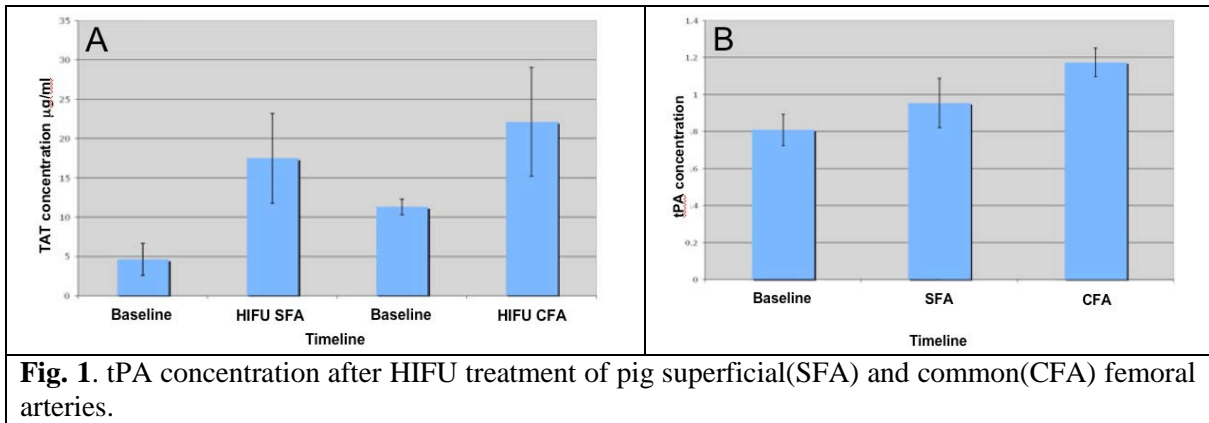 A
TAT concentration µg/ml
35
30
25
20
15
10
5
0
Baseline
HIFU SFA
Baseline
HIFU CFA
Timeline
B
tPA concentration
1.4
1.2
1
.8
.6
0.4
0.2
0
Baseline
SFA
CFA
Timeline
Fig. 1. tPA concentration after HIFU treatment of pig superficial(SFA) and common(CFA) femoral
arteries.